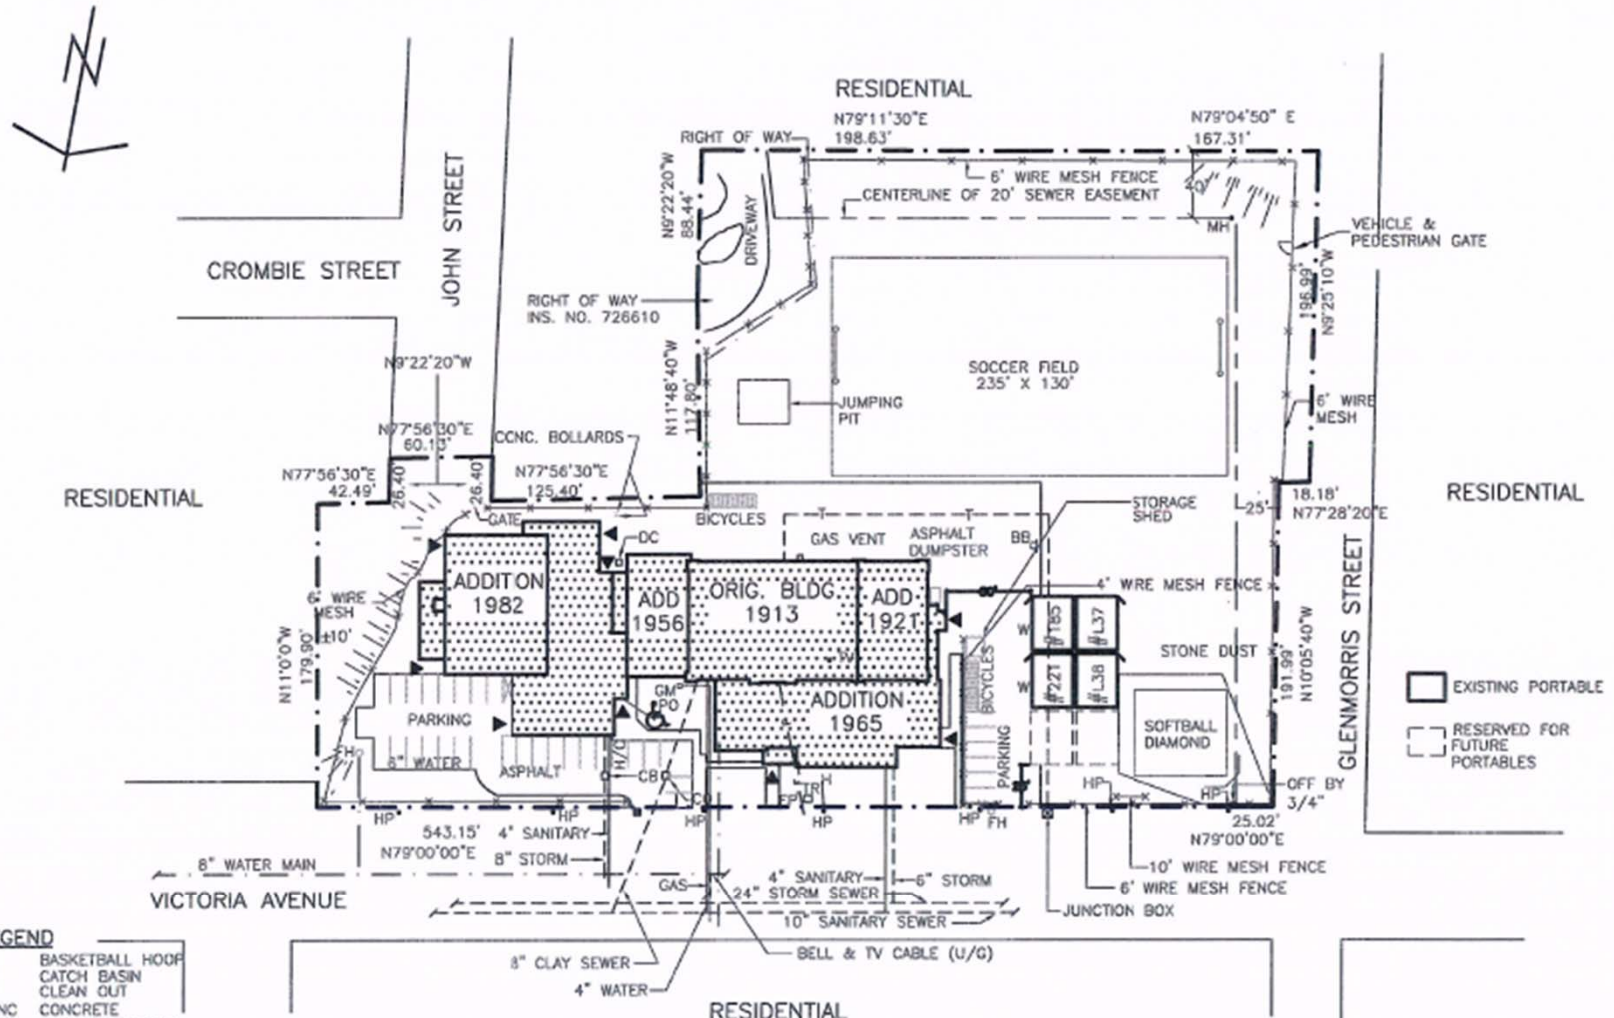 N
RESIDENTIAL
N79°11'30"E
198.63'
N79°04'50" E
167.31'
RIGHT OF WAY
6' WIRE MESH FENCE
CENTERLINE OF 20' SEWER EASEMENT
MH
VEHICLE &
PEDESTRIAN GATE
JOHN STREET
CROMBIE STREET
N9°22'20"W
88.44'
DRIVEWAY
RIGHT OF WAY
INS. NO. 726610
196.99'
N9°25'10"W
N9°22'20"W
N11°48'40"W
117.80'
SOCCER FIELD
235' X 130'
JUMPING
PIT
6' WIRE
MESH
N77°56'30"E
60.13'
CCNC. BOLLARDS
N77°56'30"E
42.49'
26.40'
26.40'
N77°56'30"E
125.40'
RESIDENTIAL
RESIDENTIAL
GATE
BICYCLES
STORAGE
SHED
25'
18.18'
N77°28'20"E
DC
GAS VENT
ASPHALT
DUMPSTER
BB
4' WIRE MESH FENCE
ADDITON
1982
ADD
1956
ORIG. BLDG.
1913
ADD
1921
6' WIRE
MESH
±10'
N11°0'0"W
179.90'
W
#185
#L37
W
#221
#L38
STONE DUST
191.99'
N10°05'40"W
GLENMORRIS STREET
GM
PO
ADDITION
1965
BICYCLES
PARKING
PARKING
SOFTBALL
DIAMOND
EXISTING PORTABLE
RESERVED FOR
FUTURE
PORTABLES
FH
6" WATER
ASPHALT
H/C
CB
CO
TR
H
HP
HP
OFF BY
3/4"
HP
HP
HP
HP
HP
FH
543.15'
N79°00'00"E
25.02'
N79°00'00"E
4" SANITARY
8" STORM
8" WATER MAIN
GAS
4" SANITARY
6" STORM
24" STORM SEWER
10" SANITARY SEWER
10' WIRE MESH FENCE
6' WIRE MESH FENCE
JUNCTION BOX
VICTORIA AVENUE
8" CLAY SEWER
4" WATER
BELL & TV CABLE (U/G)
RESIDENTIAL
GEND
BASKETBALL HOOP
CATCH BASIN
CLEAN OUT
NC CONCRETE